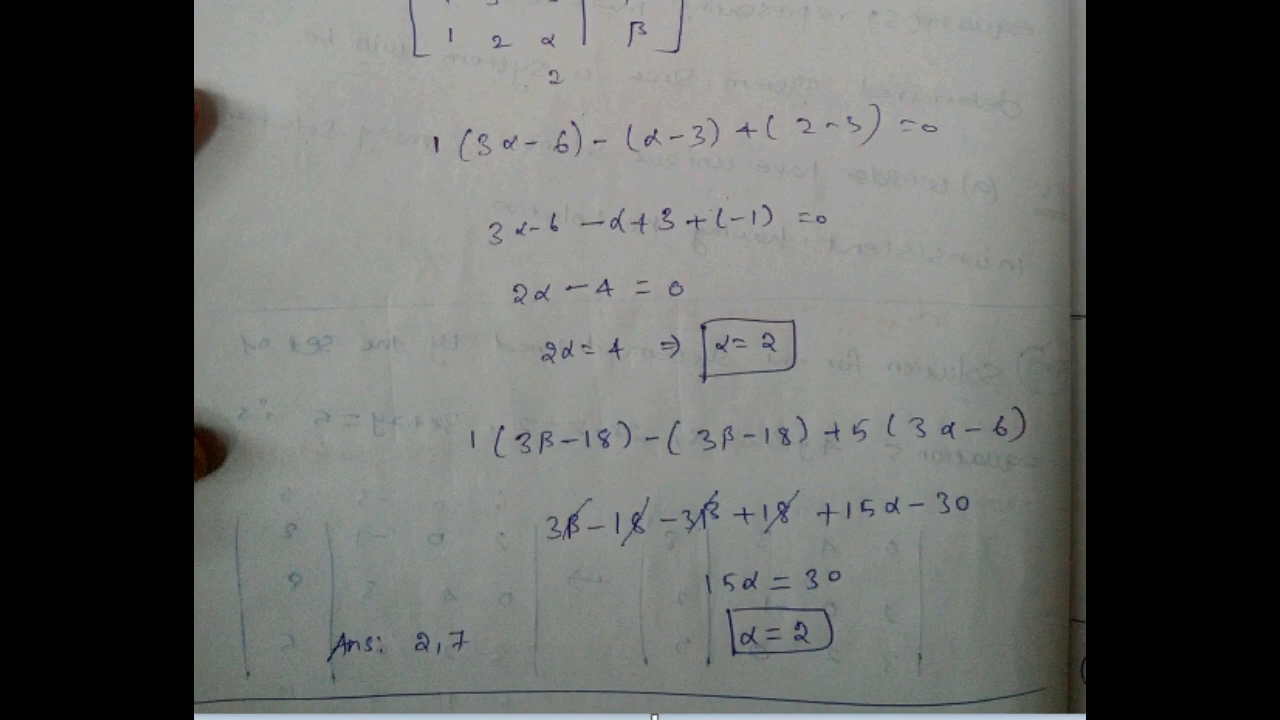 1 2 α | β
2
1 (3α - 6) - (α - 3) + ( 2 - 3) = 0
3α - 6 - α + 3 + (-1) = 0
2α - 4 = 0
2α = 4 ⇒ α = 2
1 (3β - 18) - (3β - 18) + 5 (3α - 6)
3β - 18 - 3β + 18 + 15α - 30
15α = 30
Ans: 2, 7 α = 2